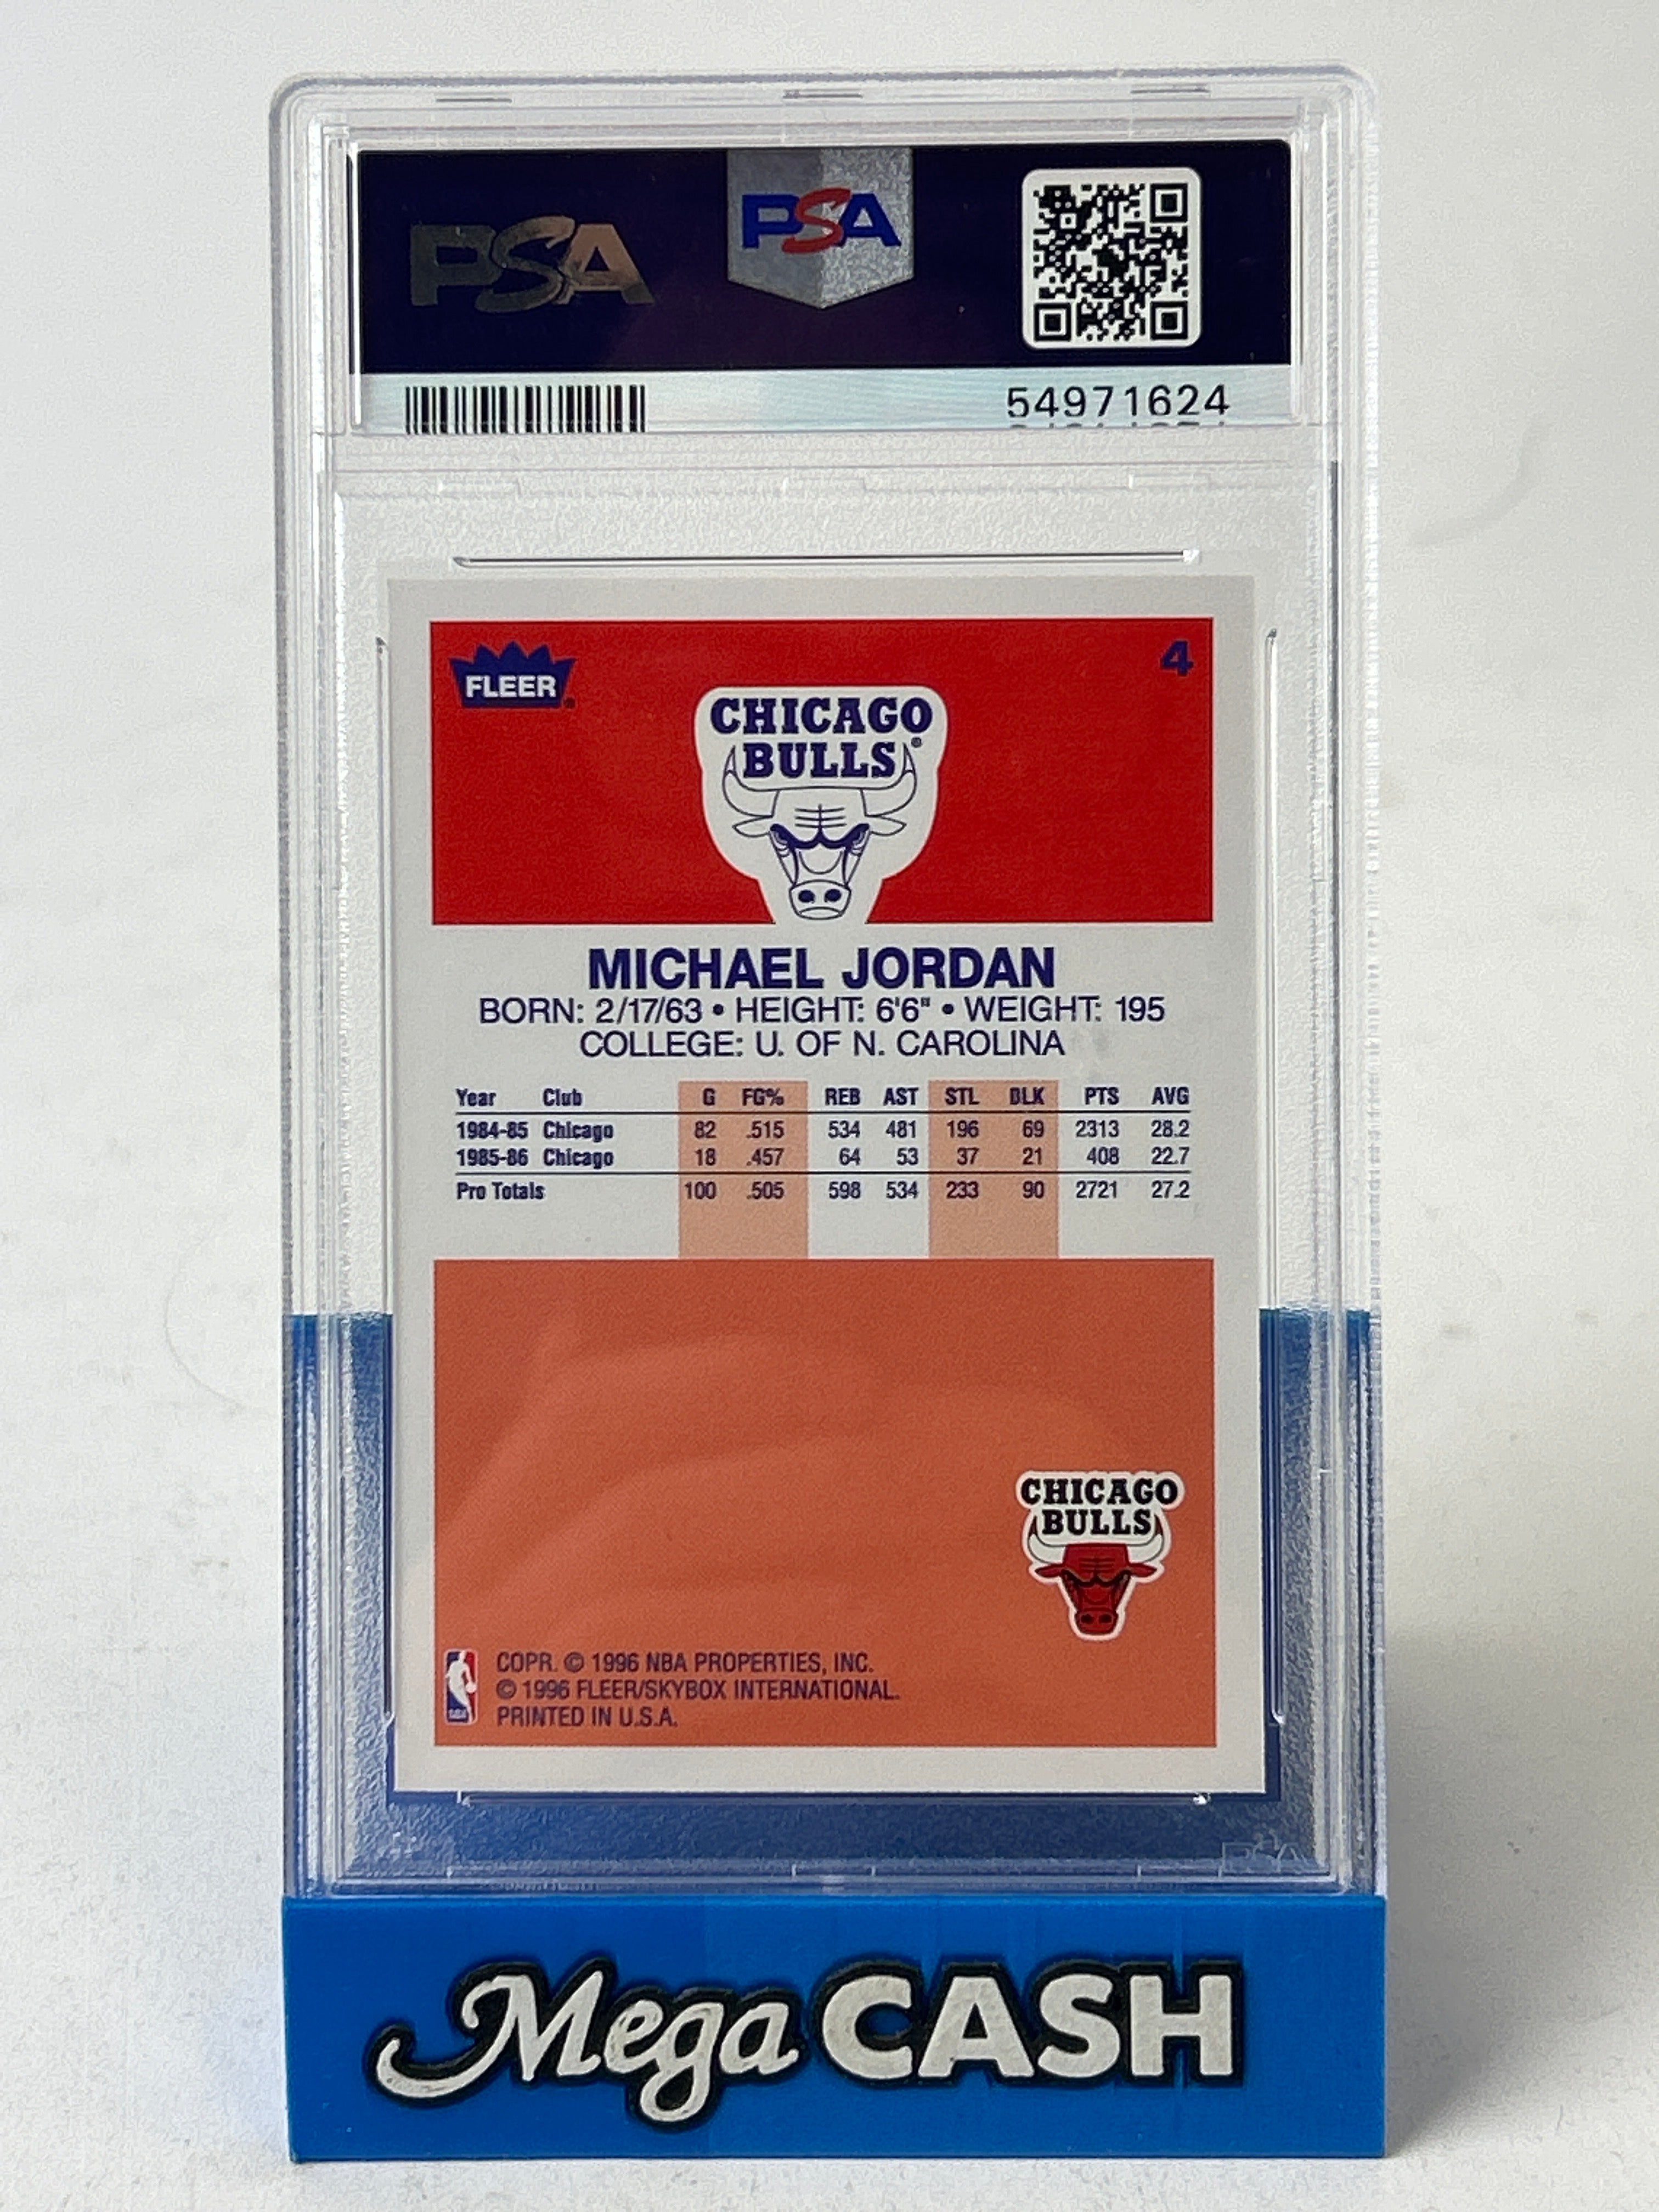 PSA
PSA
54971624
FLEER
4
CHICAGO
BULLS
MICHAEL JORDAN
BORN: 2/17/63 • HEIGHT: 6'6" • WEIGHT: 195
COLLEGE: U. OF N. CAROLINA
Year Club G FG% REB AST STL BLK PTS AVG
1984-85 Chicago 82 .515 534 481 196 69 2313 28.2
1985-86 Chicago 18 .457 64 53 37 21 408 22.7
Pro Totals 100 .505 598 534 233 90 2721 27.2
CHICAGO
BULLS
NBA
COPR. © 1996 NBA PROPERTIES, INC.
© 1996 FLEER/SKYBOX INTERNATIONAL.
PRINTED IN U.S.A.
PSA
Mega CASH